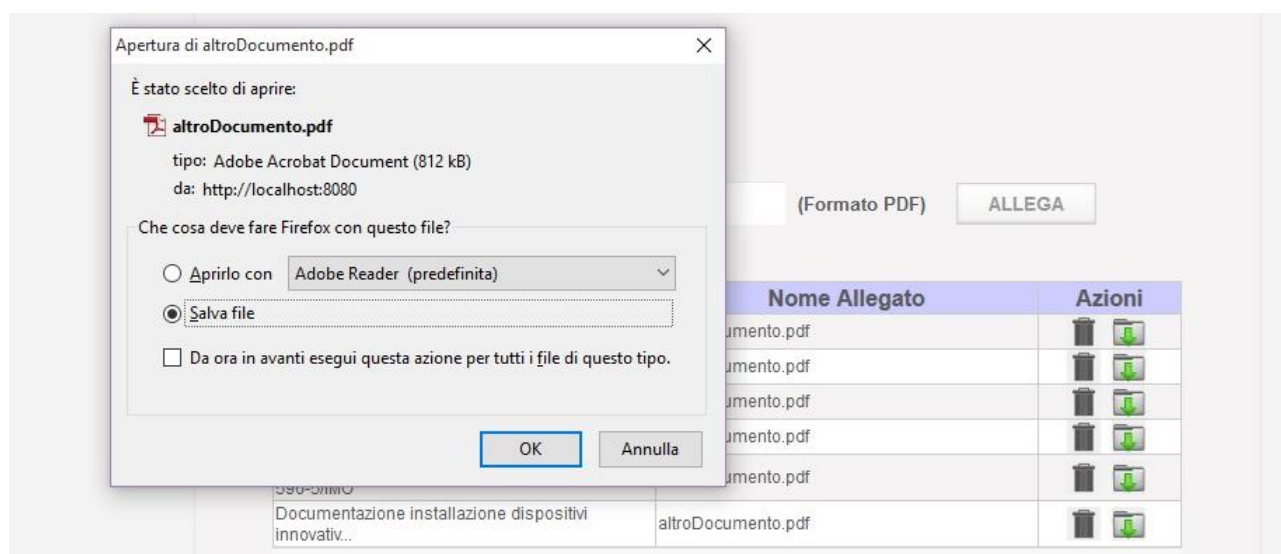 Apertura di altroDocumento.pdf
È stato scelto di aprire:
altroDocumento.pdf
tipo: Adobe Acrobat Document (812 kB)
da: http://localhost:8080
Che cosa deve fare Firefox con questo file?
Aprirlo con Adobe Reader (predefinita)
Salva file
Da ora in avanti esegui questa azione per tutti i file di questo tipo.
OK Annulla
(Formato PDF) ALLEGA
Nome Allegato Azioni
umento.pdf
umento.pdf
umento.pdf
umento.pdf
umento.pdf
596-5/IMO
Documentazione installazione dispositivi
innovativ...
altroDocumento.pdf